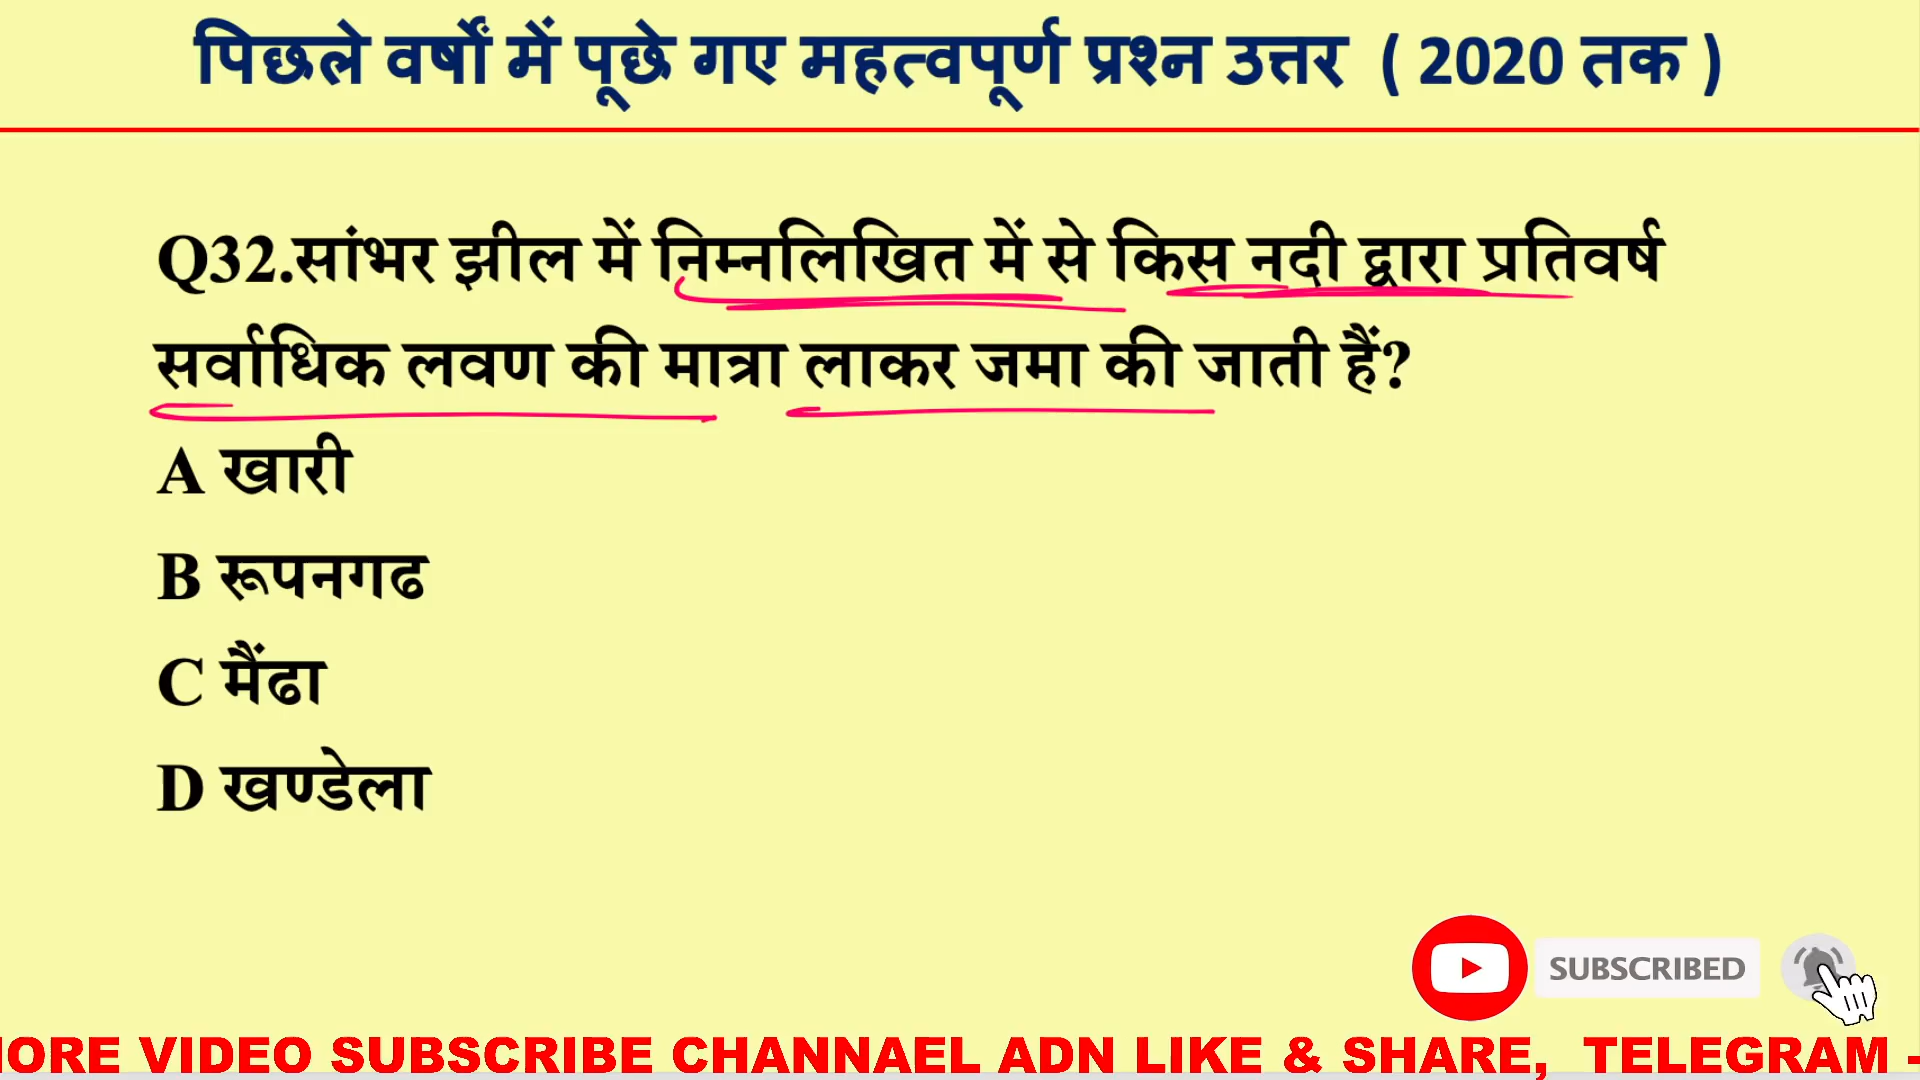 पिछले वर्षों में पूछे गए महत्वपूर्ण प्रश्न उत्तर ( 2020 तक )
Q32.सांभर झील में निम्नलिखित में से किस नदी द्वारा प्रतिवर्ष
सर्वाधिक लवण की मात्रा लाकर जमा की जाती हैं?
A खारी
B रूपनगढ
C मैंढा
D खण्डेला
SUBSCRIBED
MORE VIDEO SUBSCRIBE CHANNAEL ADN LIKE & SHARE, TELEGRAM -